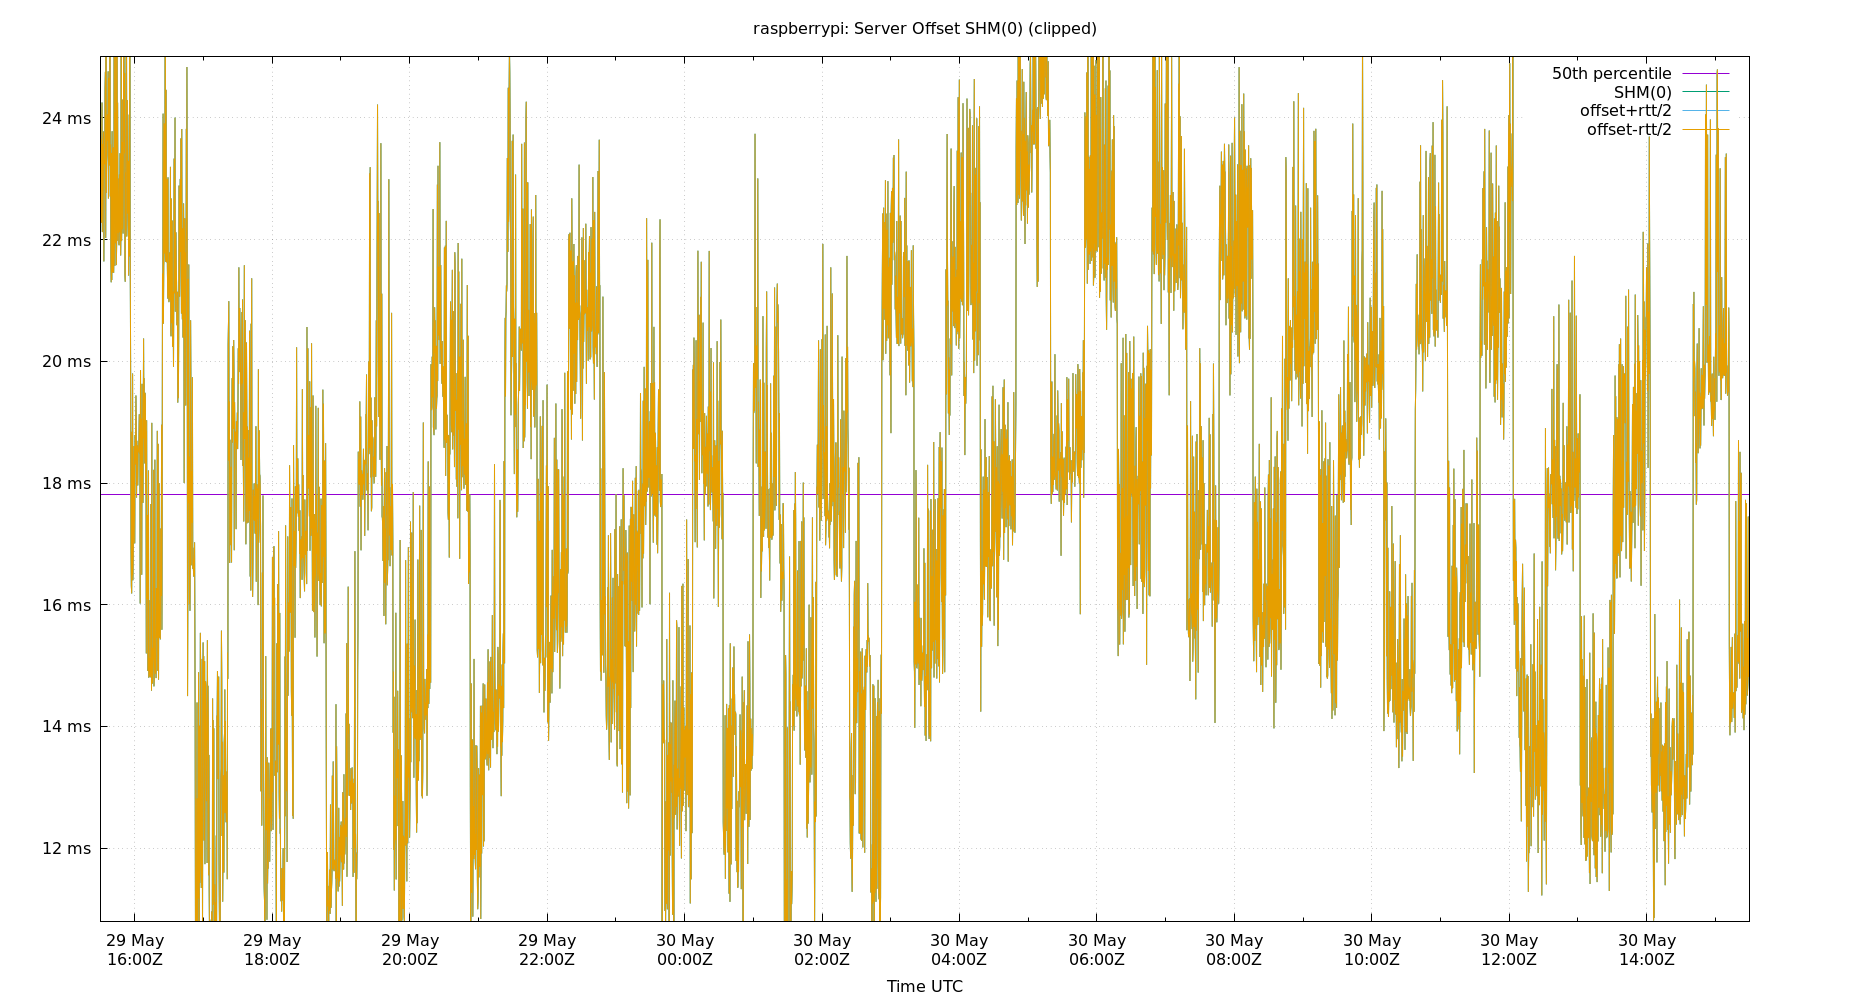 raspberrypi: Server Offset SHM(0) (clipped)
50th percentile
SHM(0)
offset+rtt/2
offset-rtt/2
24 ms
22 ms
20 ms
18 ms
16 ms
14 ms
12 ms
29 May 29 May 29 May 29 May 30 May 30 May 30 May 30 May 30 May 30 May 30 May 30 May
16:00Z 18:00Z 20:00Z 22:00Z 00:00Z 02:00Z 04:00Z 06:00Z 08:00Z 10:00Z 12:00Z 14:00Z
Time UTC